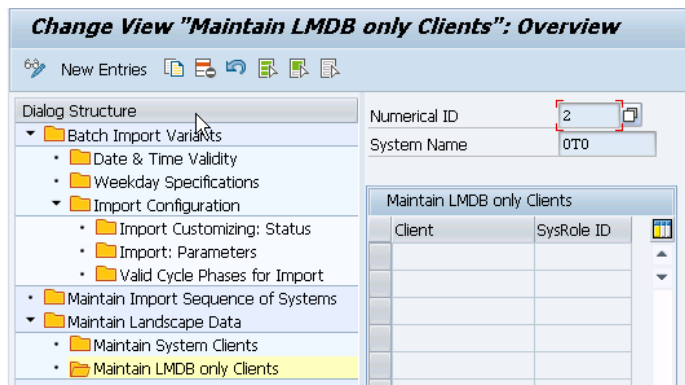 Change View "Maintain LMDB only Clients": Overview
New Entries
Dialog Structure
Batch Import Variants
Date & Time Validity
Weekday Specifications
Import Configuration
Import Customizing: Status
Import: Parameters
Valid Cycle Phases for Import
Maintain Import Sequence of Systems
Maintain Landscape Data
Maintain System Clients
Maintain LMDB only Clients
Numerical ID 2
System Name 0T0
Maintain LMDB only Clients
Client SysRole ID